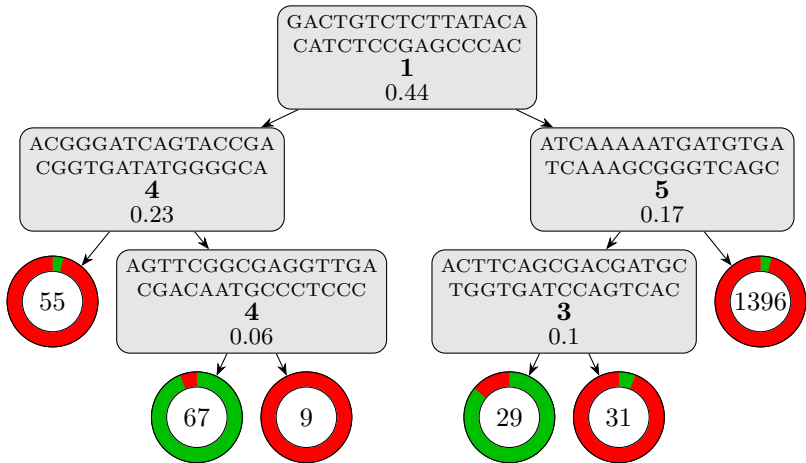 GACTGTCTCTTATACA
CATCTCCGAGCCCAC
1
0.44
ACGGGATCAGTACCGA
CGGTGATATGGGGCA
4
0.23
ATCAAAAATGATGTGA
TCAAAGCGGGTCAGC
5
0.17
55
AGTTCGGCGAGGTTGA
CGACAATGCCCTCCC
4
0.06
ACTTCAGCGACGATGC
TGGTGATCCAGTCAC
3
0.1
1396
67
9
29
31